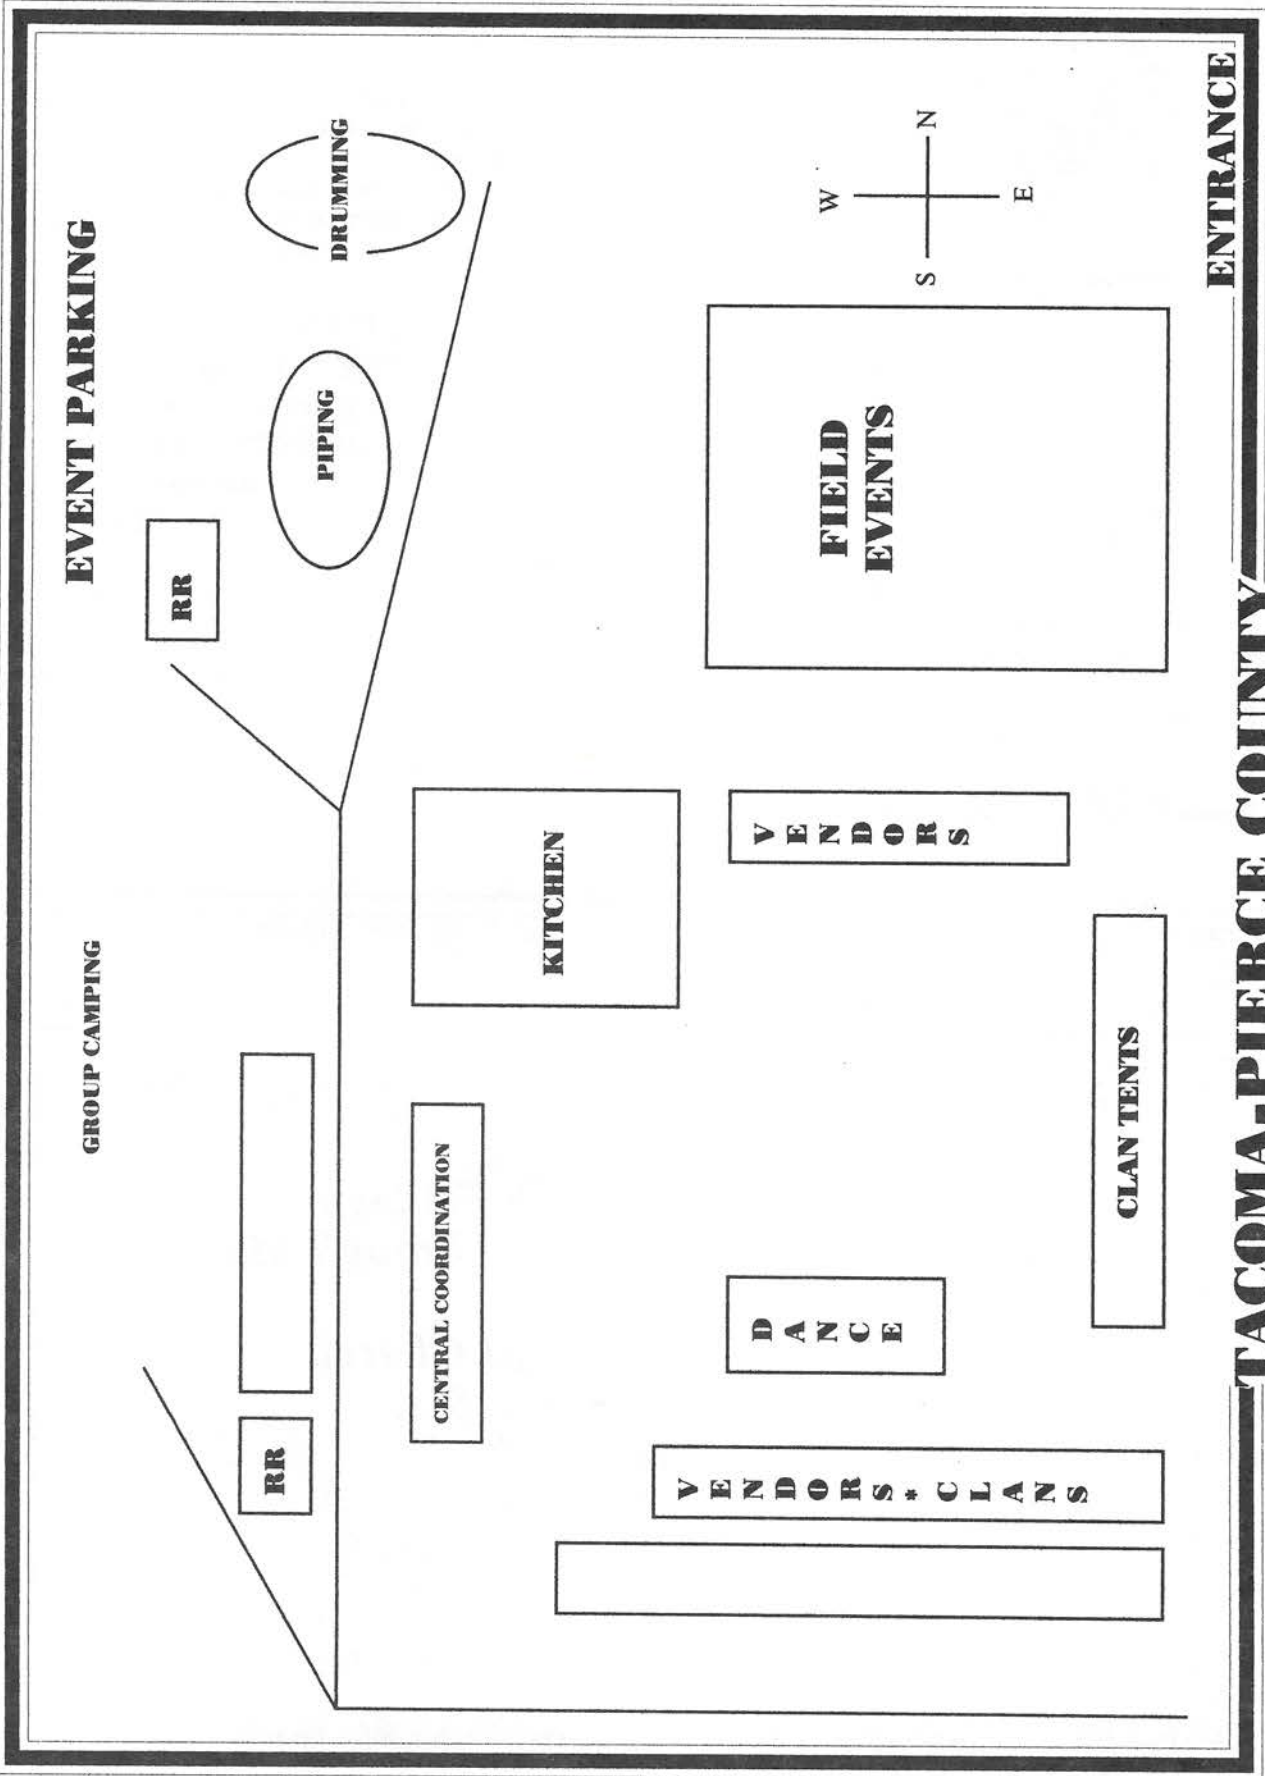 EVENT PARKING
GROUP CAMPING
DRUMMING
PIPING
RR
RR
KITCHEN
CENTRAL COORDINATION
W
N
S
E
FIELD
EVENTS
VENDORS
DANCE
VENDORS*CLANS
CLAN TENTS
ENTRANCE
TACOMA-PIERCE COUNTY